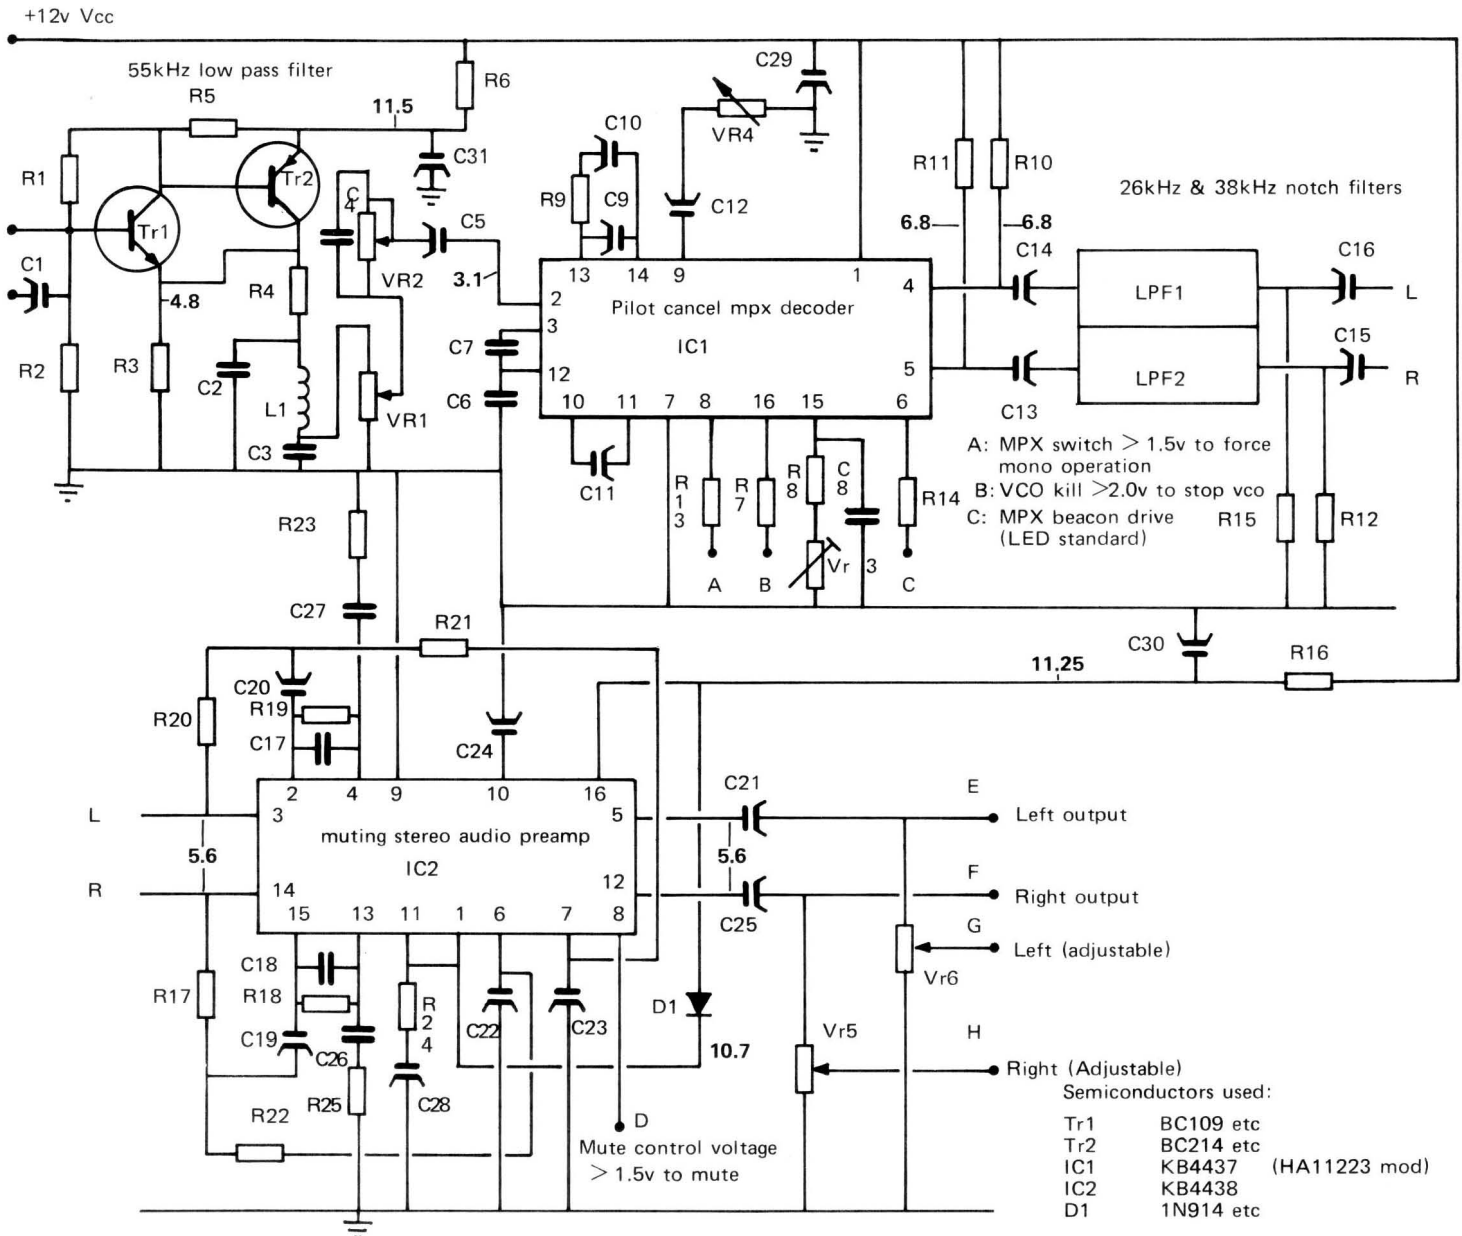 +12v Vcc
55kHz low pass filter
R5
11.5
R6
C29
VR4
R1
Tr1
Tr2
C31
C10
R9
C9
C12
R11
R10
26kHz & 38kHz notch filters
C4
C5
VR2
6.8
6.8
C14
C16
C1
4.8
R4
3.1
13
14
9
1
2
3
12
Pilot cancel mpx decoder
IC1
4
5
LPF1
LPF2
L
C15
R
R2
R3
C2
L1
C3
VR1
C7
C6
10
11
7
8
16
15
6
C13
C11
R13
R7
R8
C8
R14
Vr3
A
B
C
A: MPX switch > 1.5v to force
mono operation
B: VCO kill >2.0v to stop vco
C: MPX beacon drive
(LED standard)
R15
R12
R23
C27
R21
C30
R16
11.25
C20
R20
R19
C17
C24
2
4
9
10
16
L
3
5
muting stereo audio preamp
IC2
5.6
R
14
12
15
13
11
1
6
7
8
C21
5.6
C25
E
Left output
F
Right output
G
Left (adjustable)
Vr6
C18
R17
R18
C19
C26
R24
C22
C23
D1
10.7
Vr5
H
Right (Adjustable)
R25
C28
R22
D
Mute control voltage
> 1.5v to mute
Semiconductors used:
Tr1 BC109 etc
Tr2 BC214 etc
IC1 KB4437 (HA11223 mod)
IC2 KB4438
D1 1N914 etc